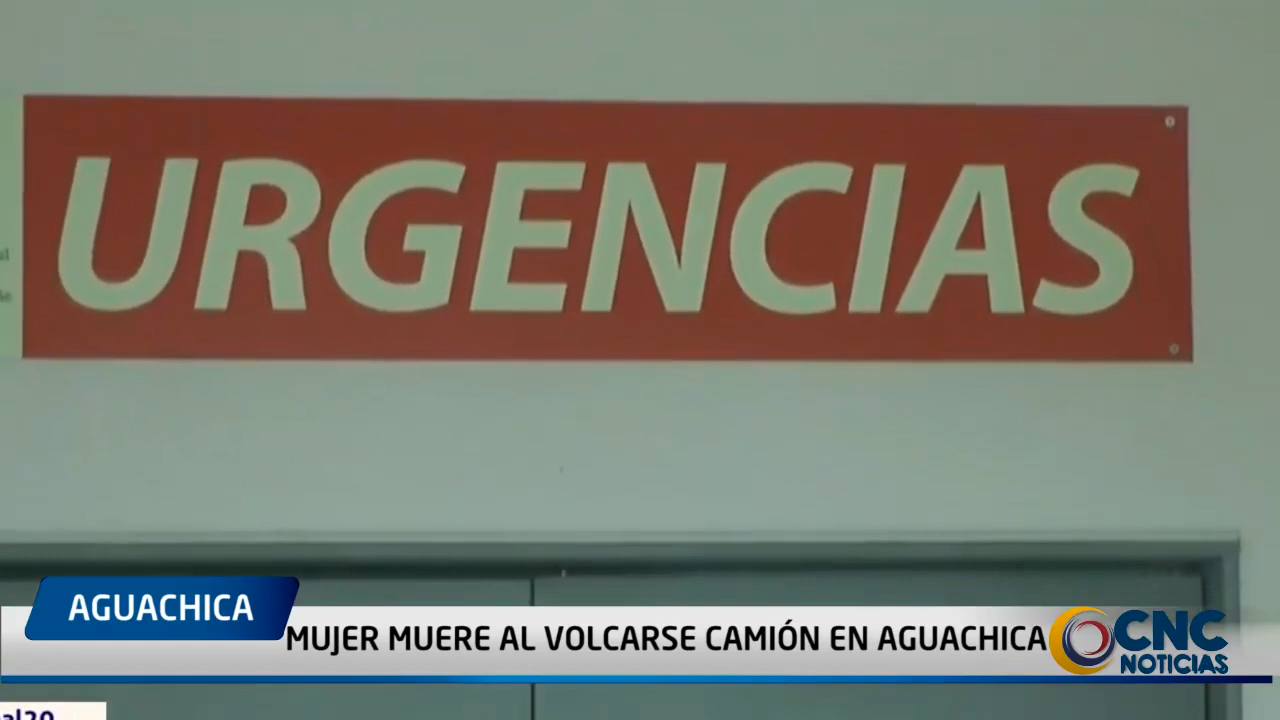 URGENCIAS
AGUACHICA
MUJER MUERE AL VOLCARSE CAMIÓN EN AGUACHICA
CNC
NOTICIAS